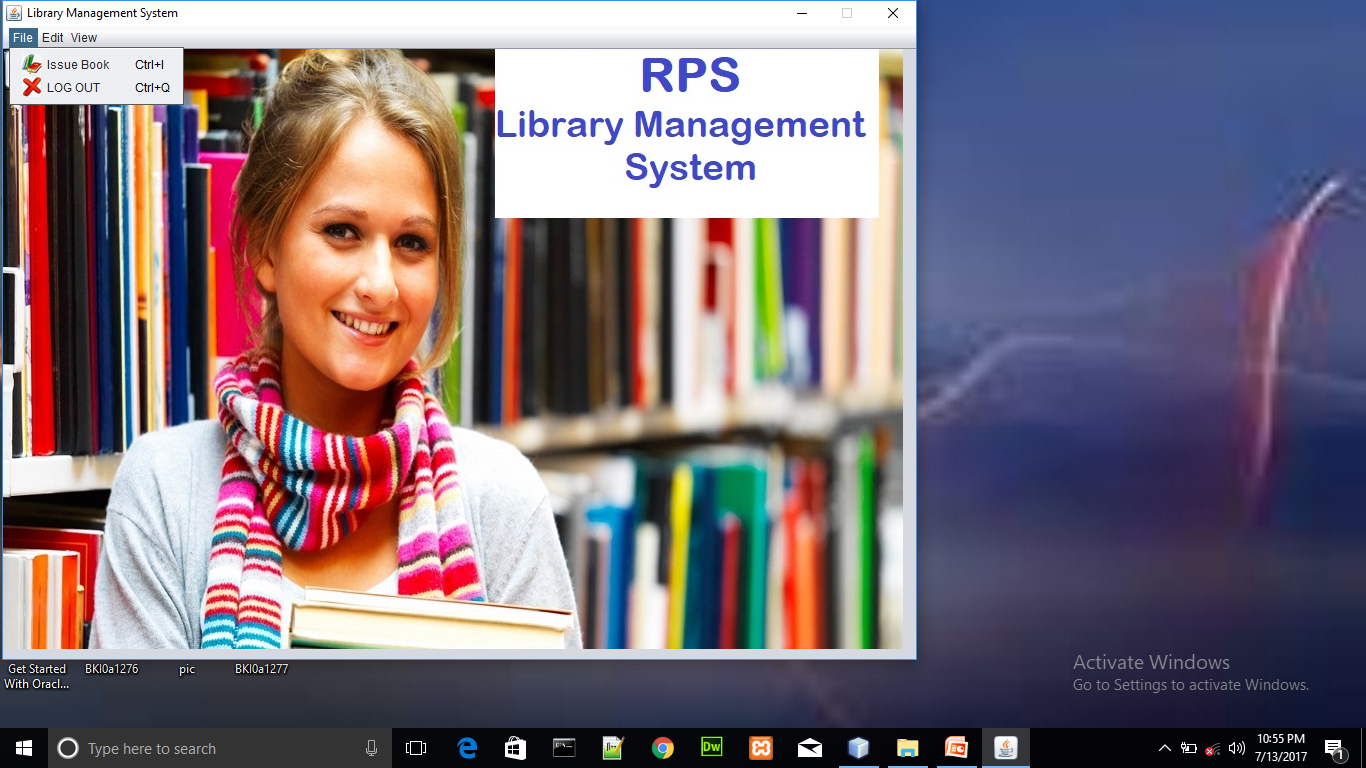 Library Management System
File Edit View
Issue Book Ctrl+I
LOG OUT Ctrl+Q
RPS
Library Management
System
Get Started
With Oracl...
BKI0a1276
pic
BKI0a1277
Activate Windows
Go to Settings to activate Windows.
Type here to search
Dw
10:55 PM
7/13/2017
1